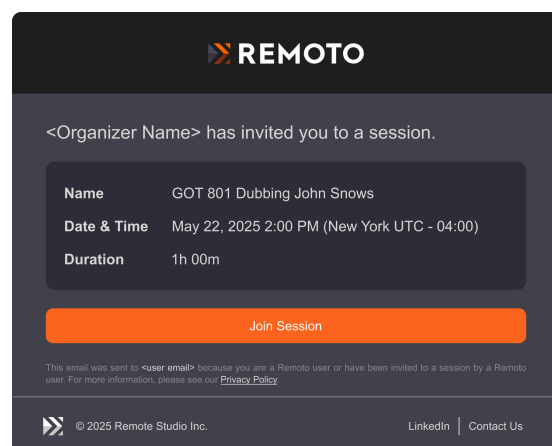 REMOTO
<Organizer Name> has invited you to a session.
Name GOT 801 Dubbing John Snows
Date & Time May 22, 2025 2:00 PM (New York UTC - 04:00)
Duration 1h 00m
Join Session
This email was sent to <user email> because you are a Remoto user or have been invited to a session by a Remoto
user. For more information, please see our Privacy Policy
© 2025 Remote Studio Inc. LinkedIn | Contact Us